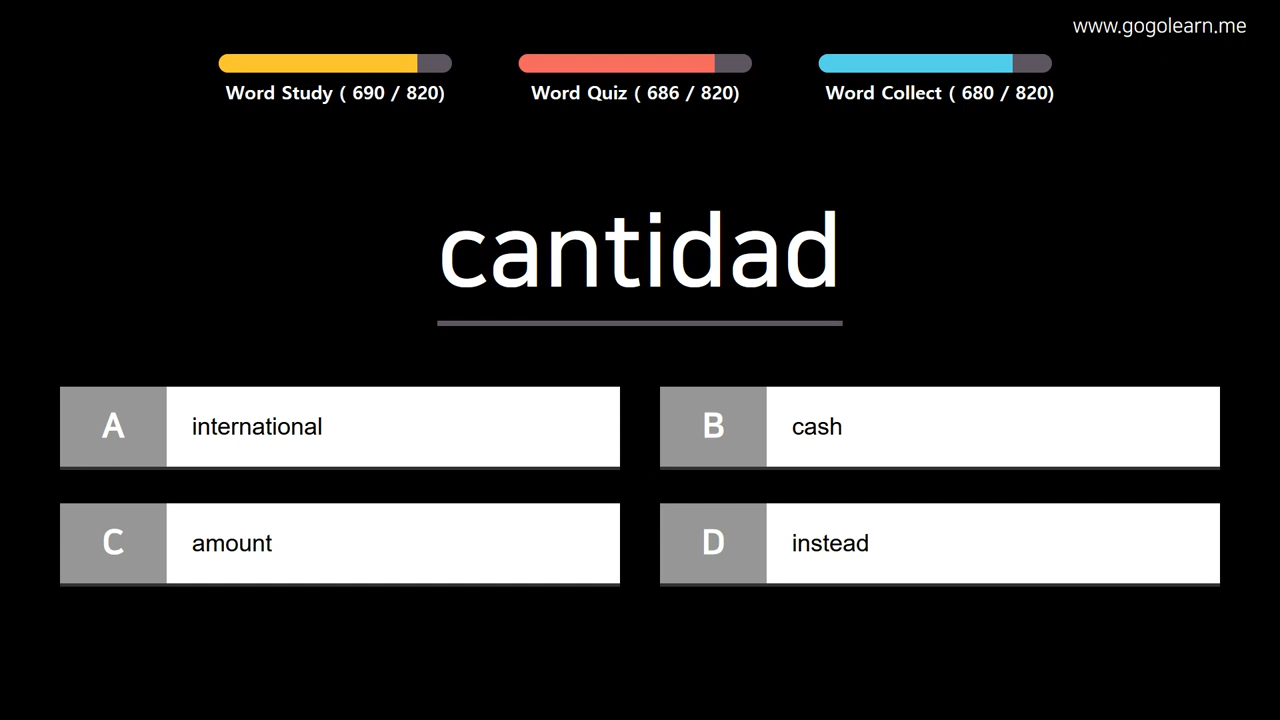 www.gogolearn.me
Word Study ( 690 / 820)
Word Quiz ( 686 / 820)
Word Collect ( 680 / 820)
cantidad
A international
B cash
C amount
D instead